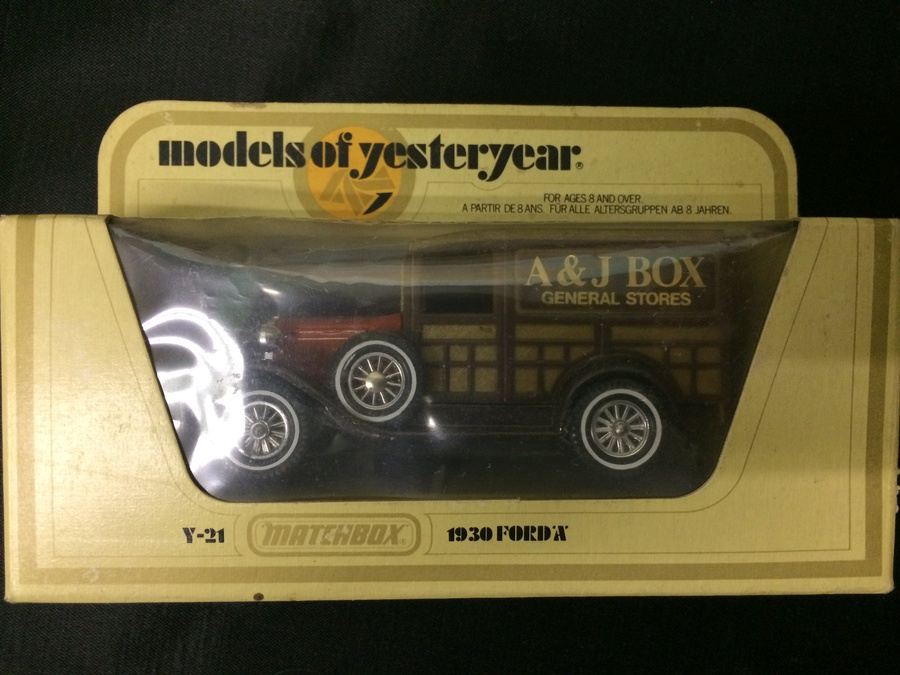 models of yesteryear®
FOR AGES 8 AND OVER.
A PARTIR DE 8 ANS. FÜR ALLE ALTERSGRUPPEN AB 8 JAHREN.
A & J BOX
GENERAL STORES
Y-21 MATCHBOX 1930 FORD 'A'